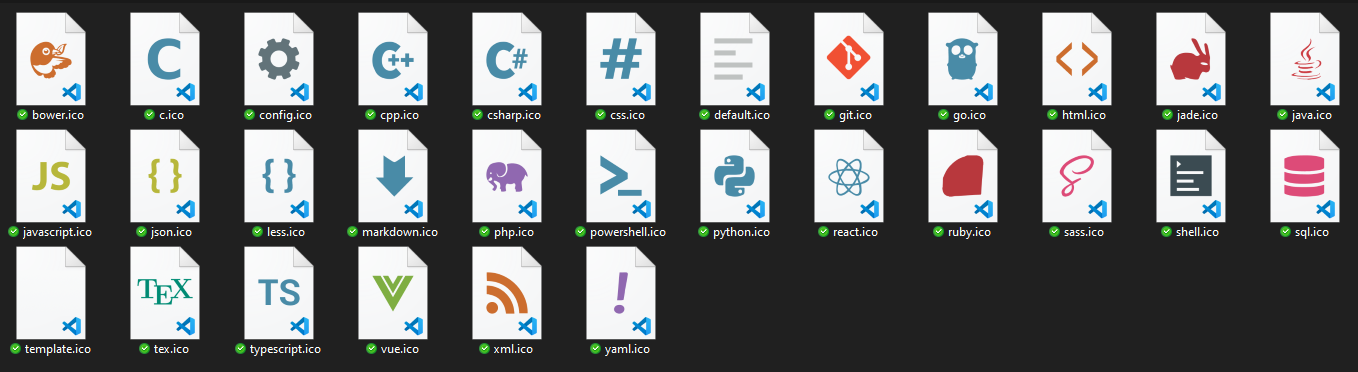 C
C++
C#
#
bower.ico c.ico config.ico cpp.ico csharp.ico css.ico default.ico git.ico go.ico html.ico jade.ico java.ico
JS
{ }
{ }
>_
javascript.ico json.ico less.ico markdown.ico php.ico powershell.ico python.ico react.ico ruby.ico sass.ico shell.ico sql.ico
TEX
TS
!
template.ico tex.ico typescript.ico vue.ico xml.ico yaml.ico